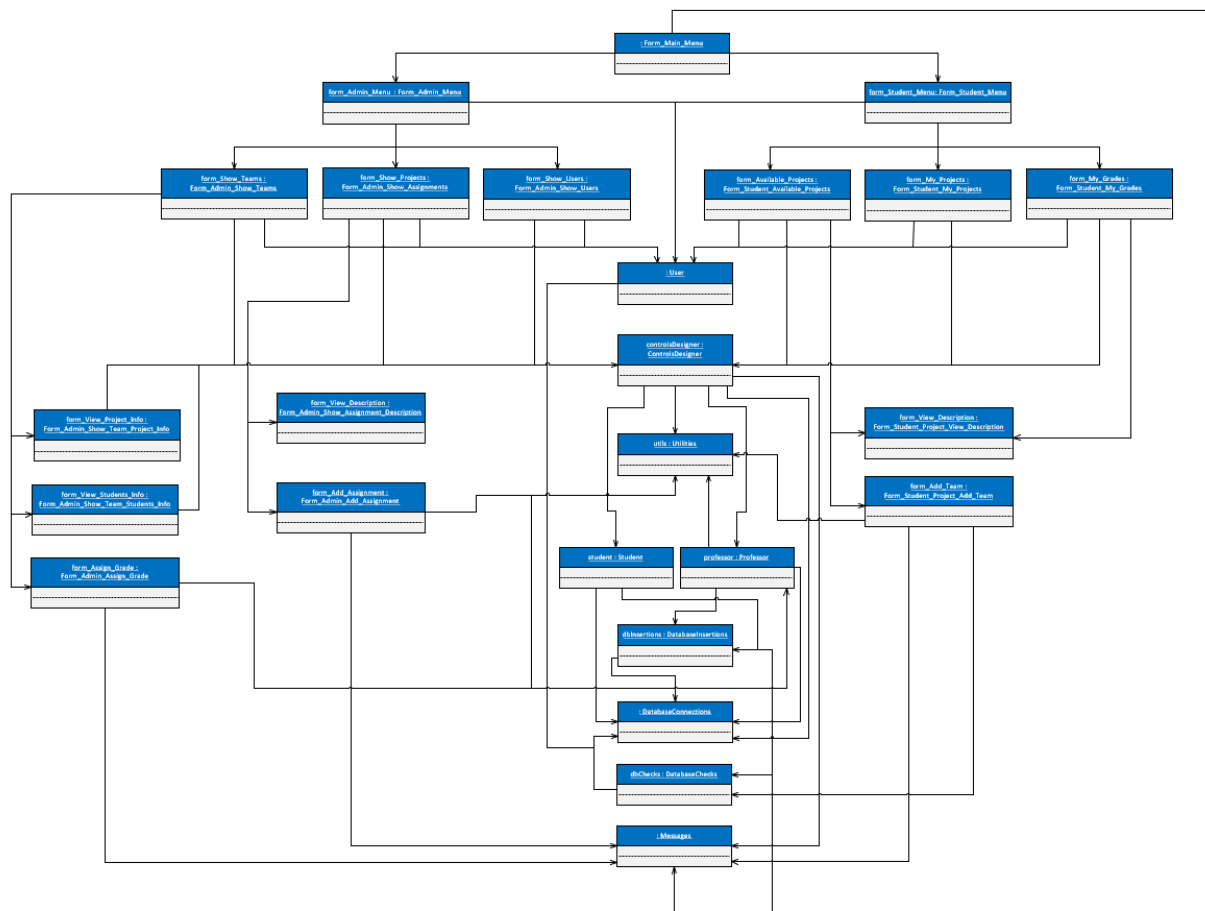 : Form_Main_Menu
form_Admin_Menu : Form_Admin_Menu
form_Student_Menu: Form_Student_Menu
form_Show_Teams :
Form_Admin_Show_Teams
form_Show_Projects :
Form_Admin_Show_Assignments
form_Show_Users :
Form_Admin_Show_Users
form_Available_Projects :
Form_Student_Available_Projects
form_My_Projects :
Form_Student_My_Projects
form_My_Grades :
Form_Student_My_Grades
: User
controlsDesigner :
ControlsDesigner
form_View_Project_Info :
Form_Admin_Show_Team_Project_Info
form_View_Description :
Form_Admin_Show_Assignment_Description
utils : Utilities
form_View_Description :
Form_Student_Project_View_Description
form_View_Students_Info :
Form_Admin_Show_Team_Students_Info
form_Add_Assignment :
Form_Admin_Add_Assignment
form_Add_Team :
Form_Student_Project_Add_Team
form_Assign_Grade :
Form_Admin_Assign_Grade
student : Student
professor : Professor
dbInsertions : DatabaseInsertions
: DatabaseConnections
dbChecks : DatabaseChecks
: Messages